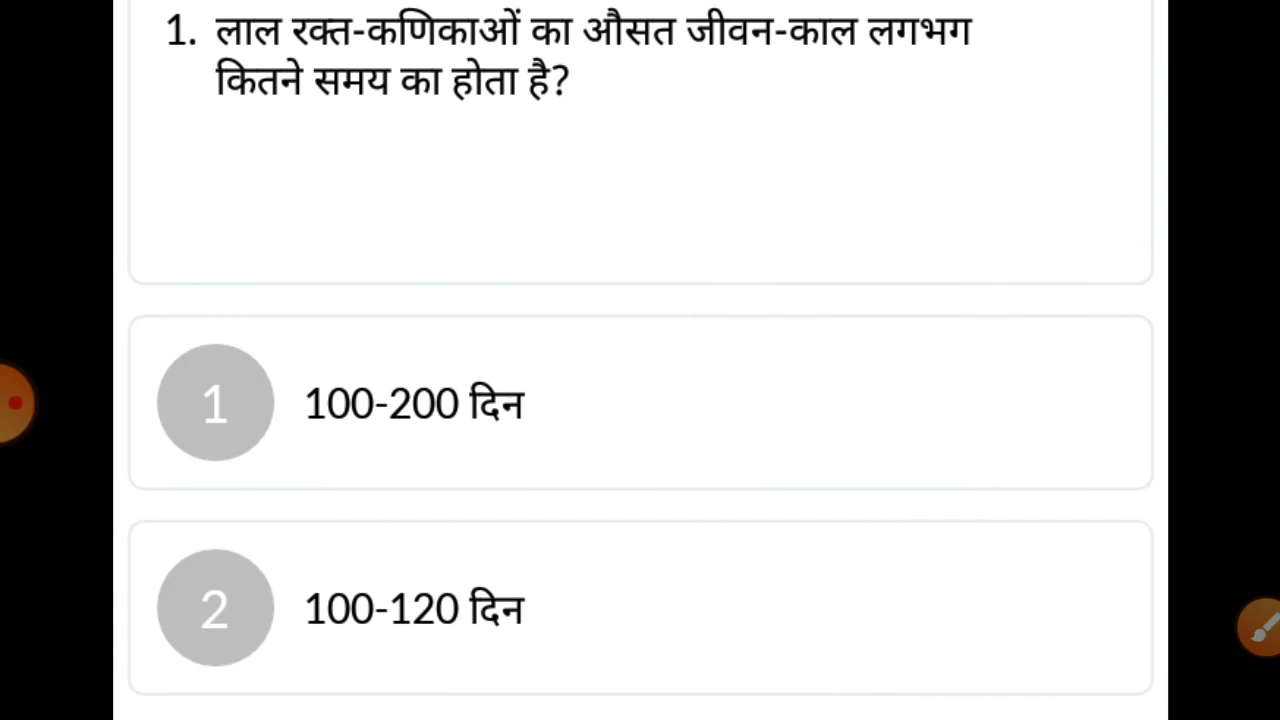 1. लाल रक्त-कणिकाओं का औसत जीवन-काल लगभग
कितने समय का होता है?
1 100-200 दिन
2 100-120 दिन